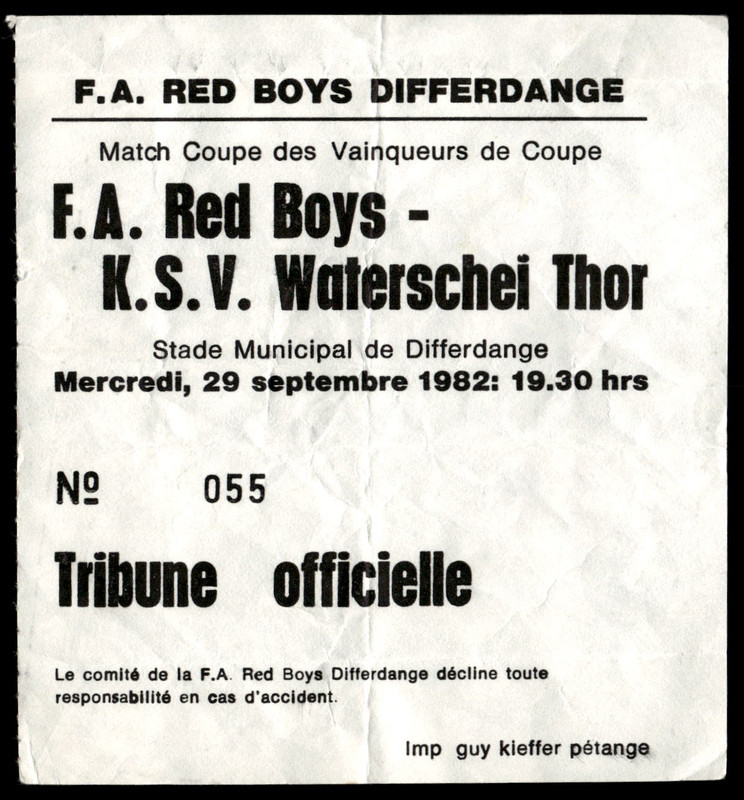 F.A. RED BOYS DIFFERDANGE
Match Coupe des Vainqueurs de Coupe
F.A. Red Boys -
K.S.V. Waterschei Thor
Stade Municipal de Differdange
Mercredi, 29 septembre 1982: 19.30 hrs
Nº 055
Tribune officielle
Le comité de la F.A. Red Boys Differdange décline toute
responsabilité en cas d'accident.
Imp guy kieffer pétange